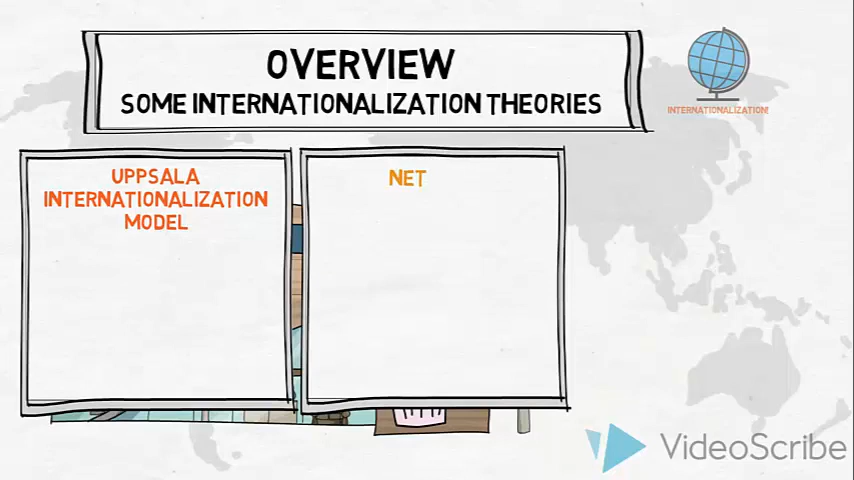 OVERVIEW
SOME INTERNATIONALIZATION THEORIES
INTERNATIONALIZATION!
UPPSALA
INTERNATIONALIZATION
MODEL
NET
VideoScribe